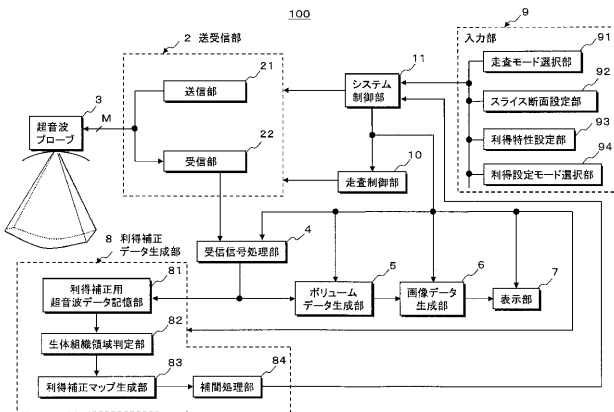 100
9
入力部
91
走査モード選択部
92
スライス断面設定部
93
利得特性設定部
94
利得設定モード選択部
2 送受信部
21
送信部
22
受信部
11
システム
制御部
3
超音波
プローブ
M
10
走査制御部
4
受信信号処理部
8 利得補正
データ生成部
81
利得補正用
超音波データ記憶部
82
生体組織領域判定部
83
利得補正マップ生成部
84
補間処理部
5
ボリューム
データ生成部
6
画像データ
生成部
7
表示部